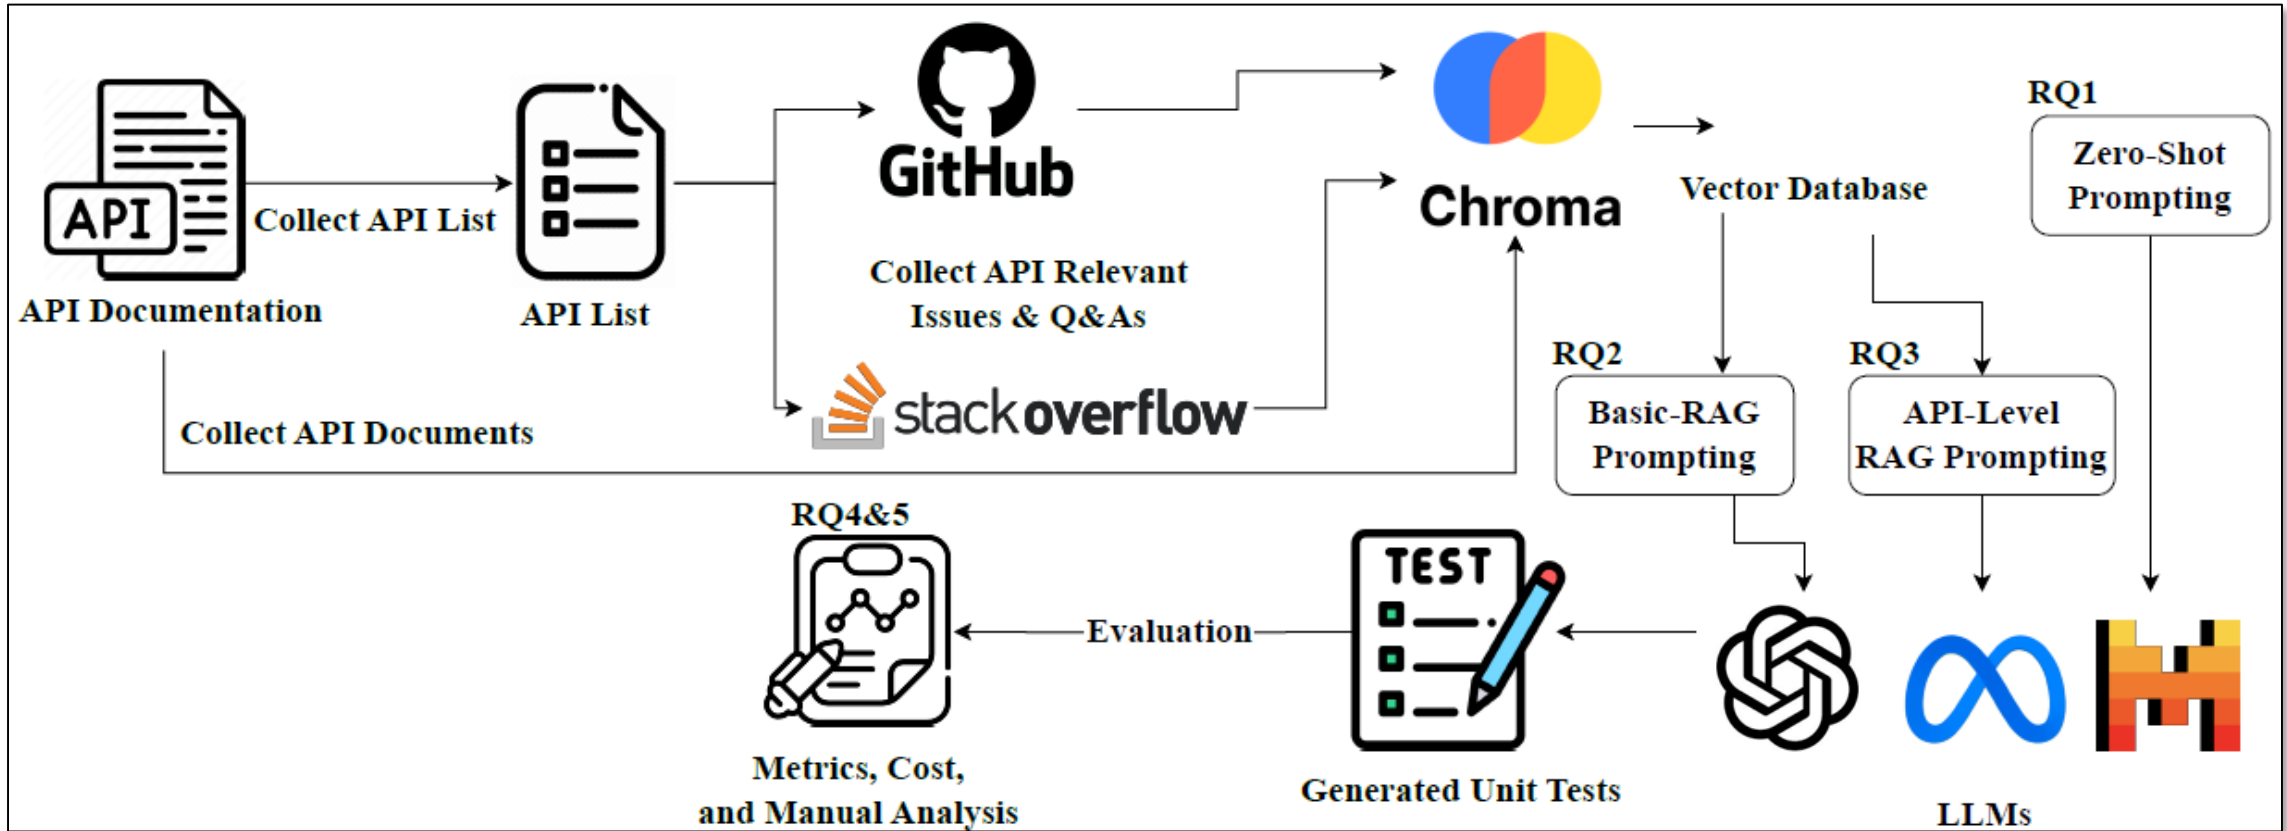 API
API Documentation
Collect API List
API List
GitHub
Collect API Relevant
Issues & Q&As
stackoverflow
Collect API Documents
Chroma
Vector Database
RQ1
Zero-Shot
Prompting
RQ2
Basic-RAG
Prompting
RQ3
API-Level
RAG Prompting
LLMs
TEST
Generated Unit Tests
Evaluation
RQ4&5
Metrics, Cost,
and Manual Analysis